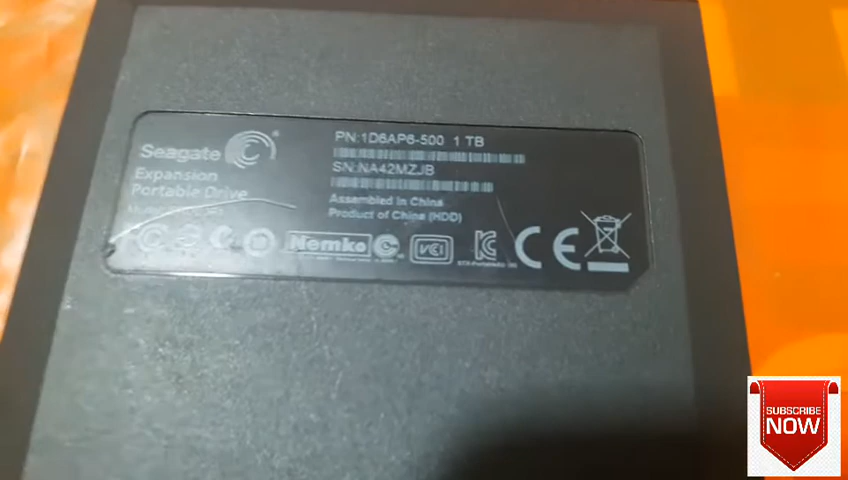 Seagate
Expansion
Portable Drive
PN:1D6AP6-500 1 TB
SN:NA42MZJB
Assembled in China
Product of China (HDD)
Nemko
VCI
CE
SUBSCRIBE
NOW